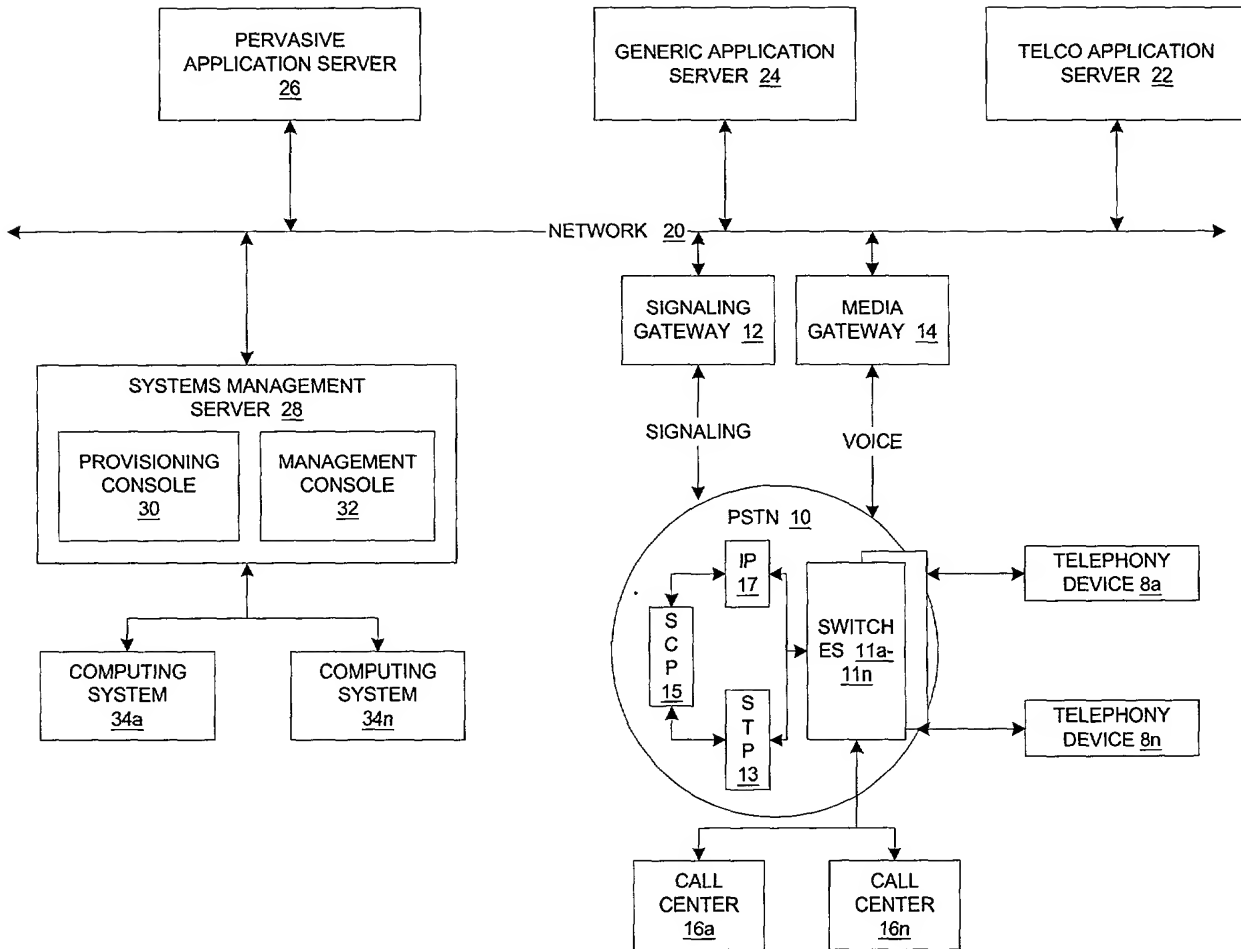 PERVASIVE
APPLICATION SERVER
26
GENERIC APPLICATION
SERVER 24
TELCO APPLICATION
SERVER 22
NETWORK 20
SIGNALING
GATEWAY 12
MEDIA
GATEWAY 14
SYSTEMS MANAGEMENT
SERVER 28
PROVISIONING
CONSOLE
30
MANAGEMENT
CONSOLE
32
SIGNALING
VOICE
PSTN 10
IP
17
S
C
P
15
S
T
P
13
SWITCH
ES 11a-
11n
TELEPHONY
DEVICE 8a
TELEPHONY
DEVICE 8n
COMPUTING
SYSTEM
34a
COMPUTING
SYSTEM
34n
CALL
CENTER
16a
CALL
CENTER
16n